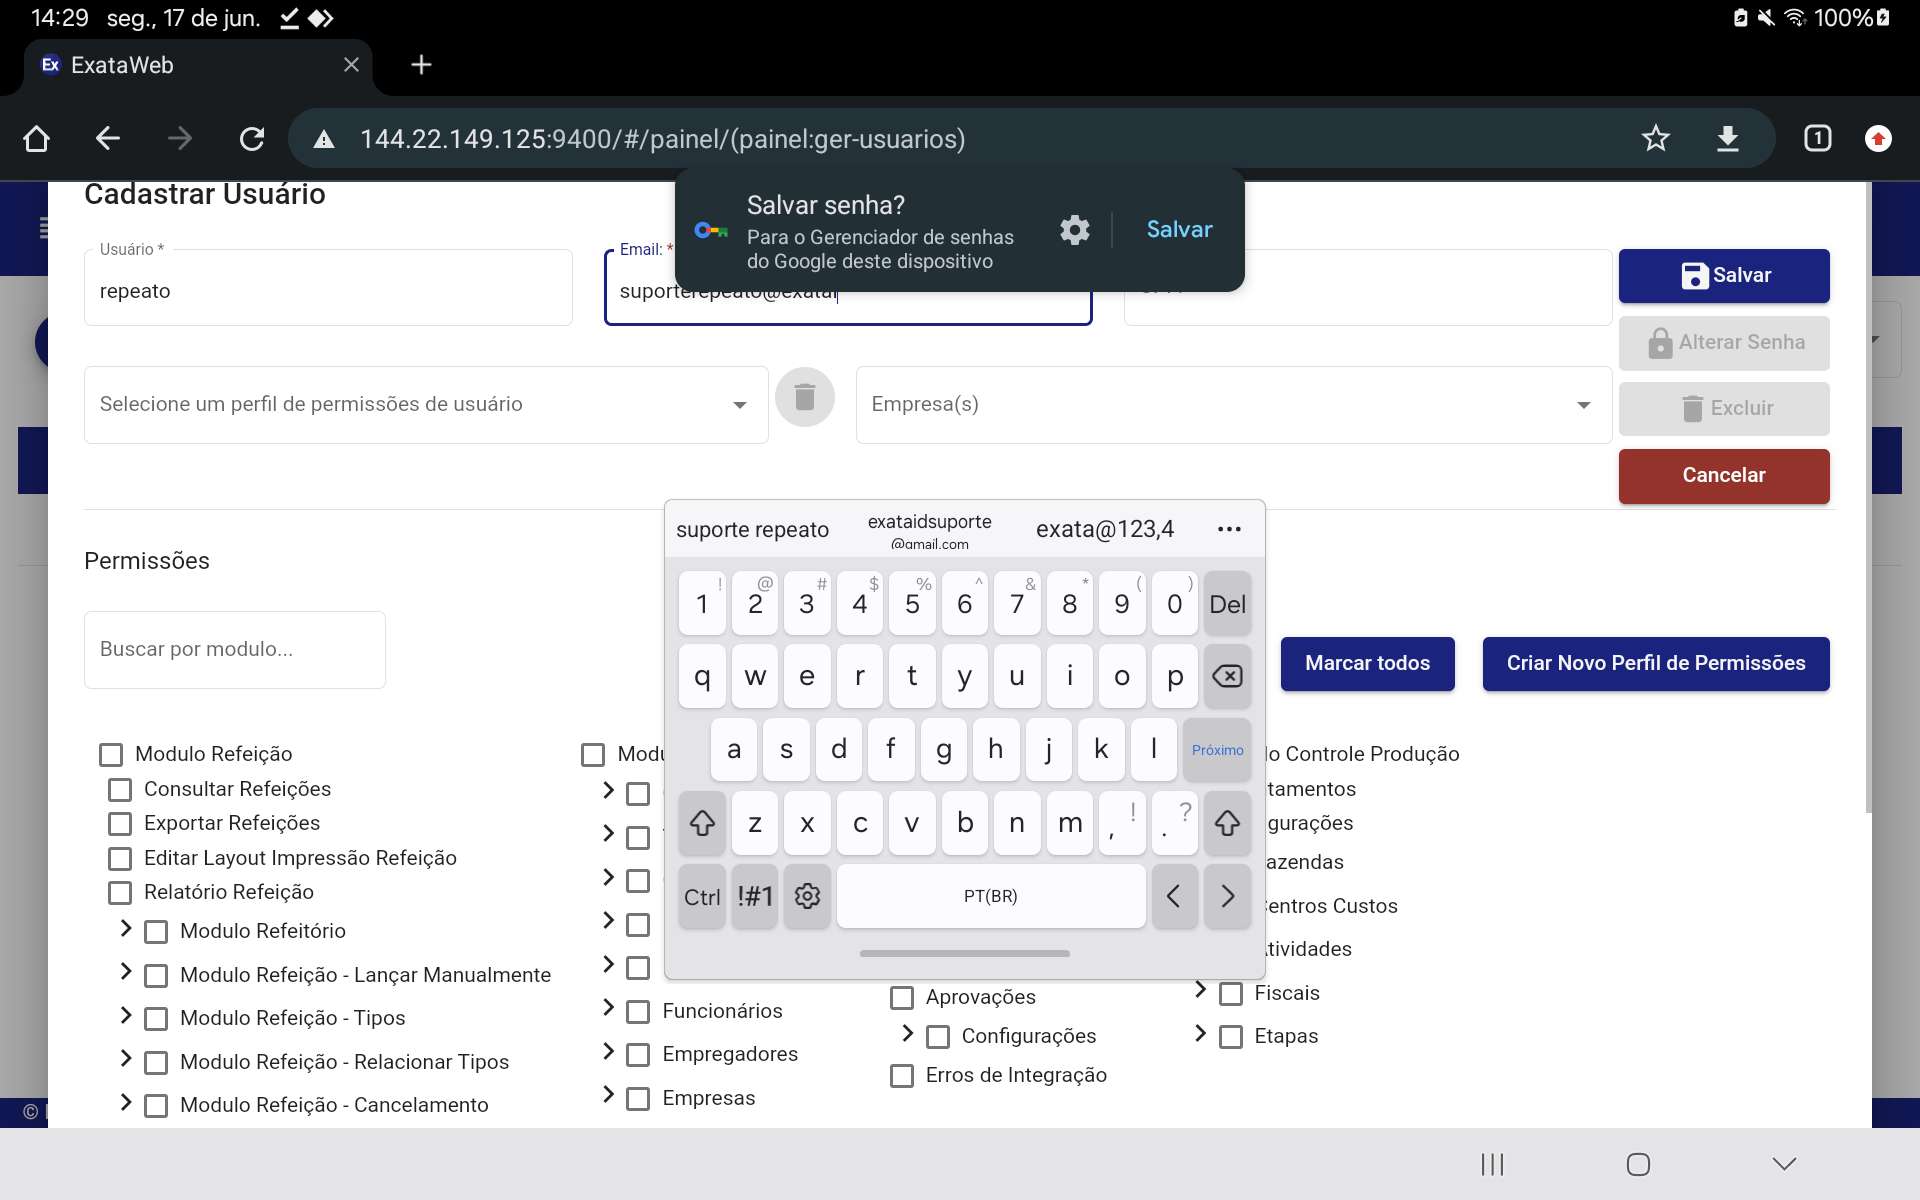 14:29 seg., 17 de jun.
100%
Ex ExataWeb
144.22.149.125:9400/#/painel/(painel:ger-usuarios)
1
Cadastrar Usuário
Salvar senha?
Para o Gerenciador de senhas
do Google deste dispositivo
Salvar
Usuário *
repeato
Email: *
suporterepeato@exatai
Salvar
Alterar Senha
Selecione um perfil de permissões de usuário
Empresa(s)
Excluir
Cancelar
Permissões
suporte repeato
exataidsuporte
@gmail.com
exata@123,4
Buscar por modulo...
Marcar todos
Criar Novo Perfil de Permissões
! @ # $ % ^ & * ( )
1 2 3 4 5 6 7 8 9 0 Del
q w e r t y u i o p
a s d f g h j k l Próximo
! ?
z x c v b n m , .
Ctrl !#1 PT(BR)
Modulo Refeição
Consultar Refeições
Exportar Refeições
Editar Layout Impressão Refeição
Relatório Refeição
Modulo Refeitório
Modulo Refeição - Lançar Manualmente
Modulo Refeição - Tipos
Modulo Refeição - Relacionar Tipos
Modulo Refeição - Cancelamento
Modu
Funcionários
Empregadores
Empresas
Aprovações
Configurações
Erros de Integração
lo Controle Produção
tamentos
gurações
azendas
entros Custos
tividades
Fiscais
Etapas
©